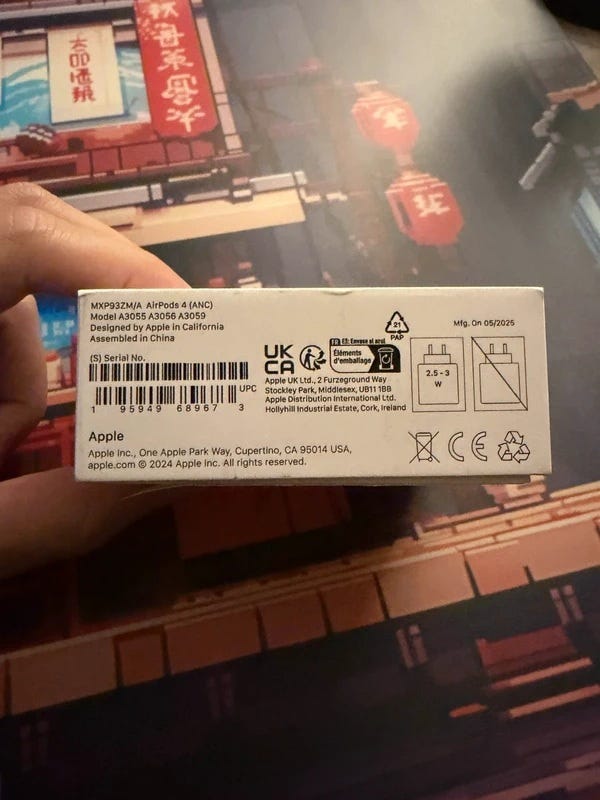 MXP93ZM/A AirPods 4 (ANC)
Model A3055 A3056 A3059
Designed by Apple in California
Assembled in China
(S) Serial No.
UPC
1 95949 68967 3
Apple
Apple Inc., One Apple Park Way, Cupertino, CA 95014 USA,
apple.com © 2024 Apple Inc. All rights reserved.
UK
CA
FR
Éléments
d'emballage
Apple UK Ltd., 2 Furzeground Way
Stockley Park, Middlesex, UB11 1BB
Apple Distribution International Ltd.
Hollyhill Industrial Estate, Cork, Ireland
21
PAP
Mfg. On 05/2025
2.5 - 3
W
CE